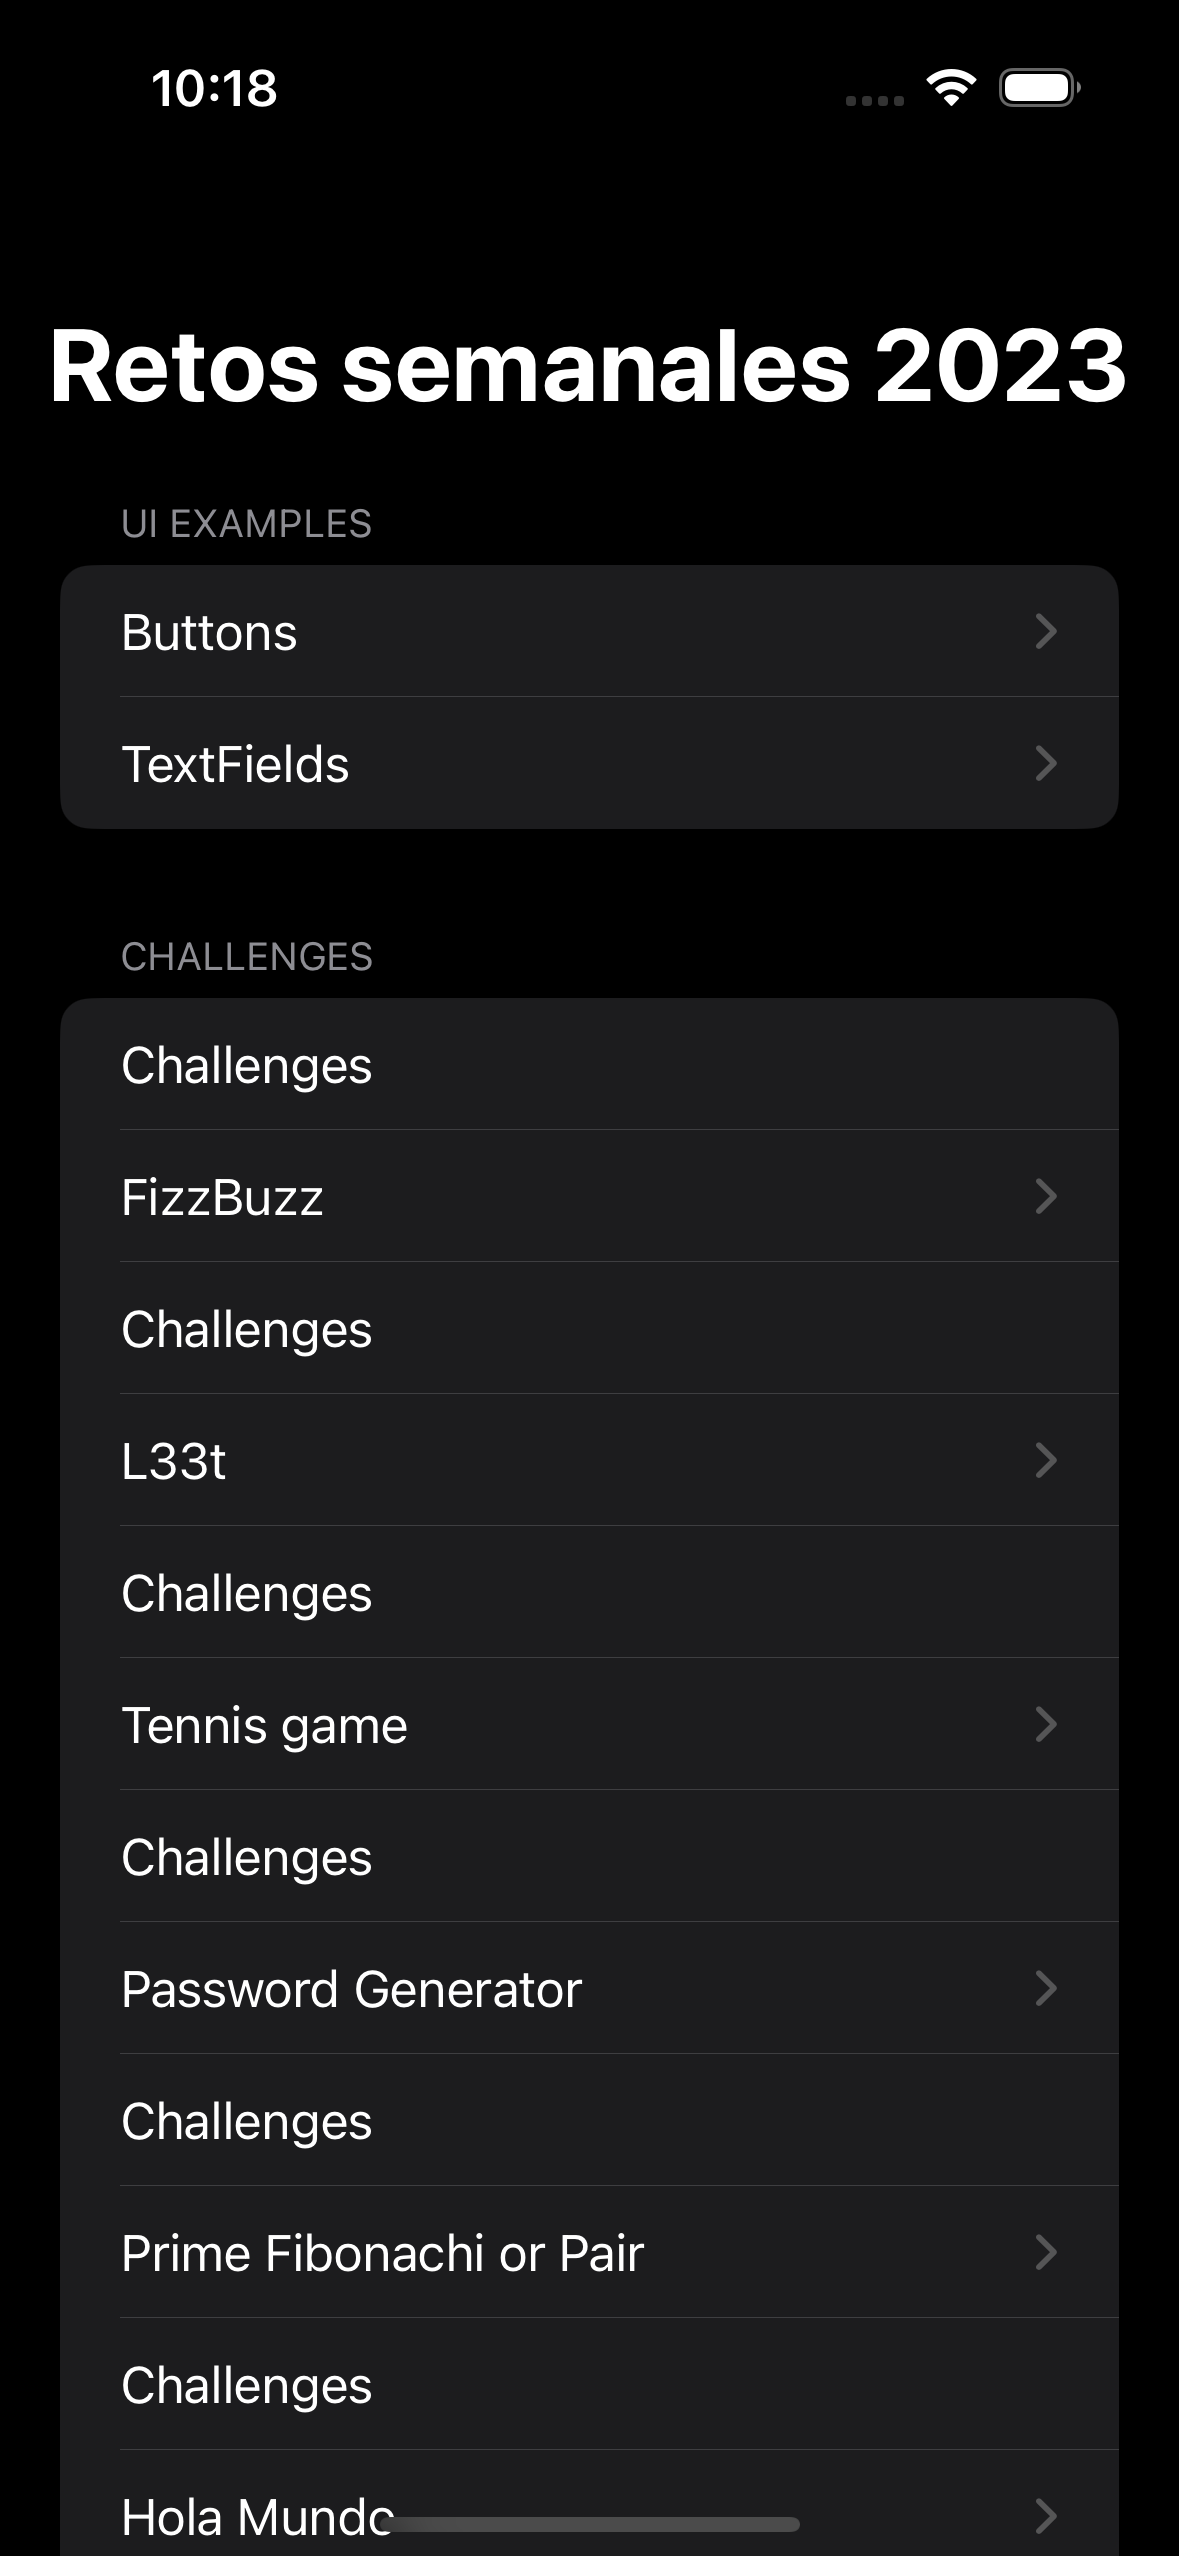 10:18
Retos semanales 2023
UI EXAMPLES
Buttons
TextFields
CHALLENGES
Challenges
FizzBuzz
Challenges
L33t
Challenges
Tennis game
Challenges
Password Generator
Challenges
Prime Fibonachi or Pair
Challenges
Hola Mundo